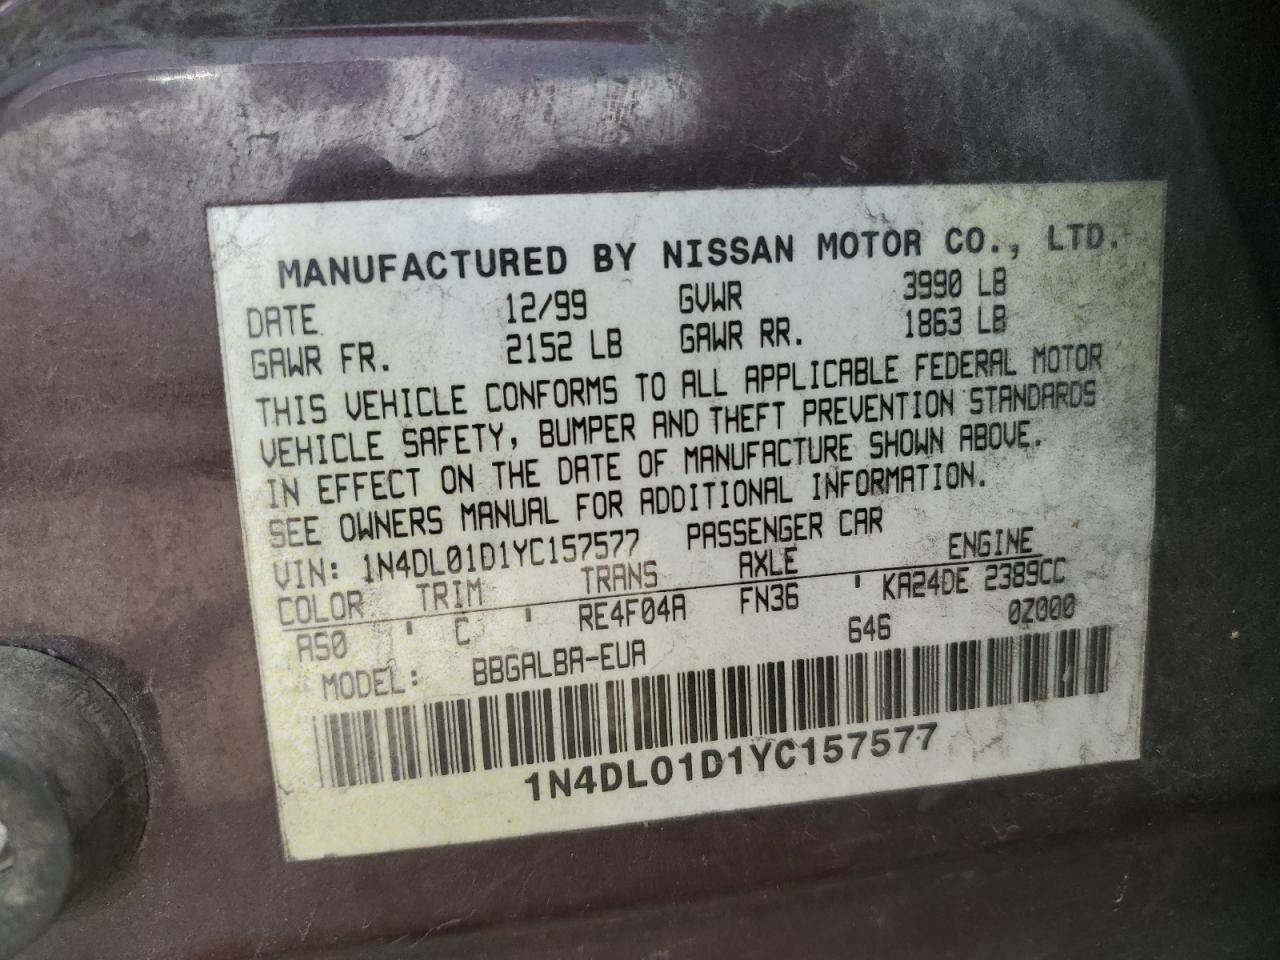 MANUFACTURED BY NISSAN MOTOR CO., LTD.
DATE 12/99 GVWR 3990 LB
GAWR FR. 2152 LB GAWR RR. 1863 LB
THIS VEHICLE CONFORMS TO ALL APPLICABLE FEDERAL MOTOR
VEHICLE SAFETY, BUMPER AND THEFT PREVENTION STANDARDS
IN EFFECT ON THE DATE OF MANUFACTURE SHOWN ABOVE.
SEE OWNERS MANUAL FOR ADDITIONAL INFORMATION.
VIN: 1N4DL01D1YC157577 PASSENGER CAR
COLOR TRIM TRANS AXLE ENGINE
AS0 ' C ' RE4F04A FN36 ' KA24DE 2389CC
MODEL: BBGALBA-EUA 646 0Z000
1N4DL01D1YC157577